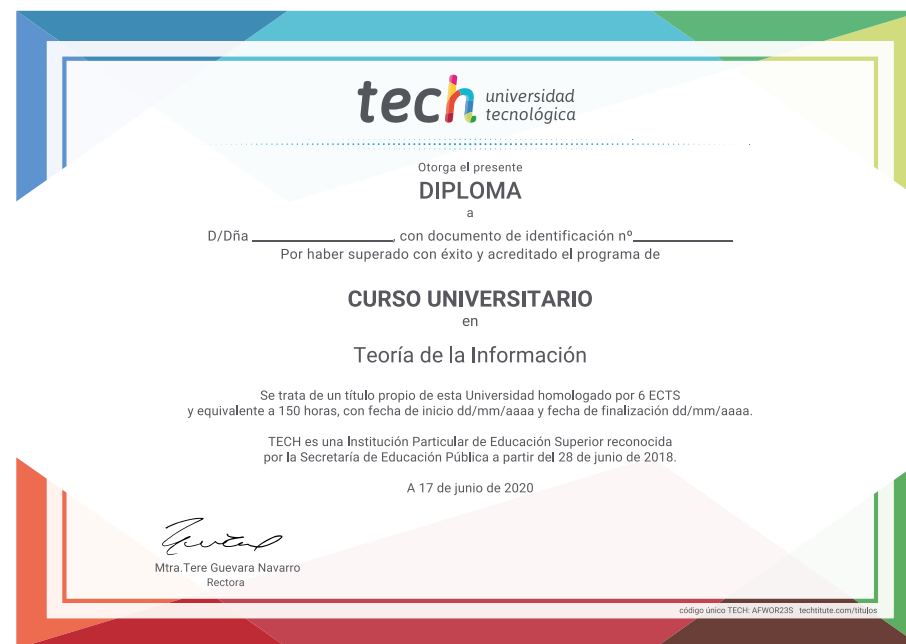 tech universidad
tecnológica
Otorga el presente
DIPLOMA
a
D/Dña ____________, con documento de identificación nº____________
Por haber superado con éxito y acreditado el programa de
CURSO UNIVERSITARIO
en
Teoría de la Información
Se trata de un título propio de esta Universidad homologado por 6 ECTS
y equivalente a 150 horas, con fecha de inicio dd/mm/aaaa y fecha de finalización dd/mm/aaaa.
TECH es una Institución Particular de Educación Superior reconocida
por la Secretaría de Educación Pública a partir del 28 de junio de 2018.
A 17 de junio de 2020
Mtra.Tere Guevara Navarro
Rectora
código único TECH: AFWOR23S techtitute.com/titulos